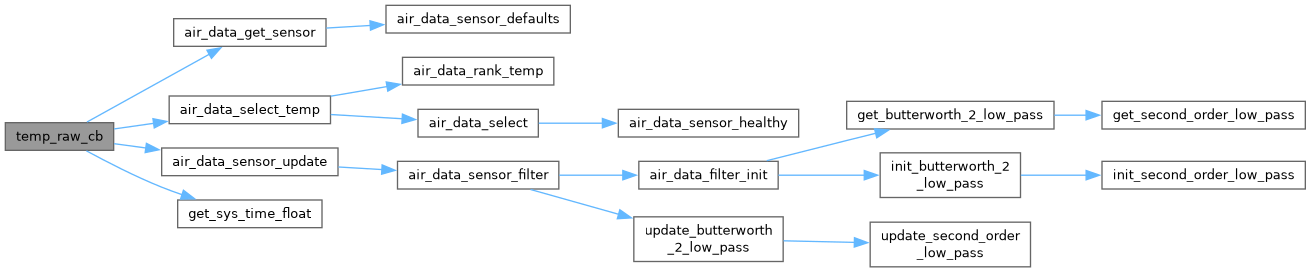 temp_raw_cb
air_data_get_sensor
air_data_sensor_defaults
air_data_select_temp
air_data_rank_temp
air_data_select
air_data_sensor_healthy
air_data_sensor_update
air_data_sensor_filter
air_data_filter_init
get_butterworth_2_low_pass
get_second_order_low_pass
init_butterworth_2
_low_pass
init_second_order_low_pass
update_butterworth
_2_low_pass
update_second_order
_low_pass
get_sys_time_float